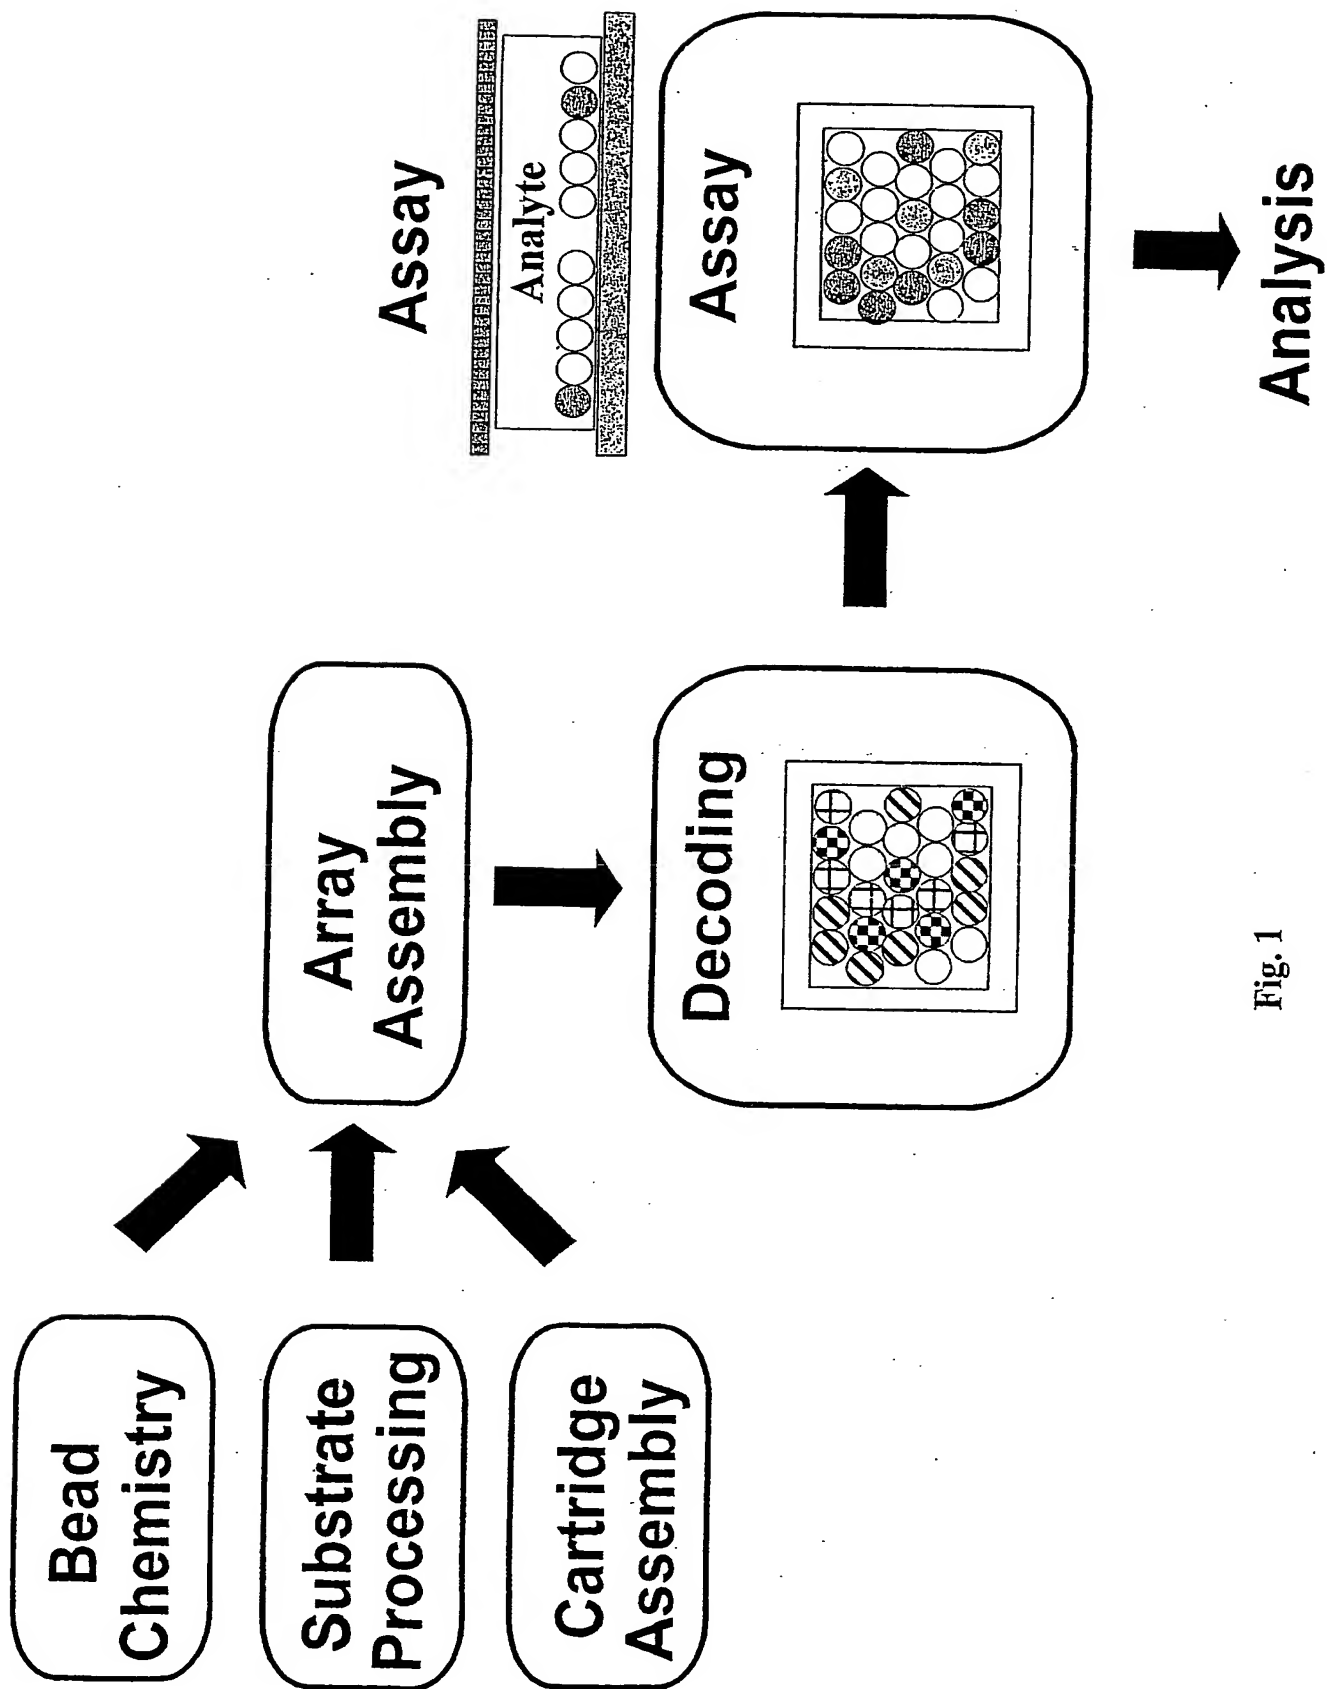 Bead
Chemistry
Substrate
Processing
Cartridge
Assembly
Array
Assembly
Decoding
Assay
Analyte
Assay
Analysis
Fig. 1